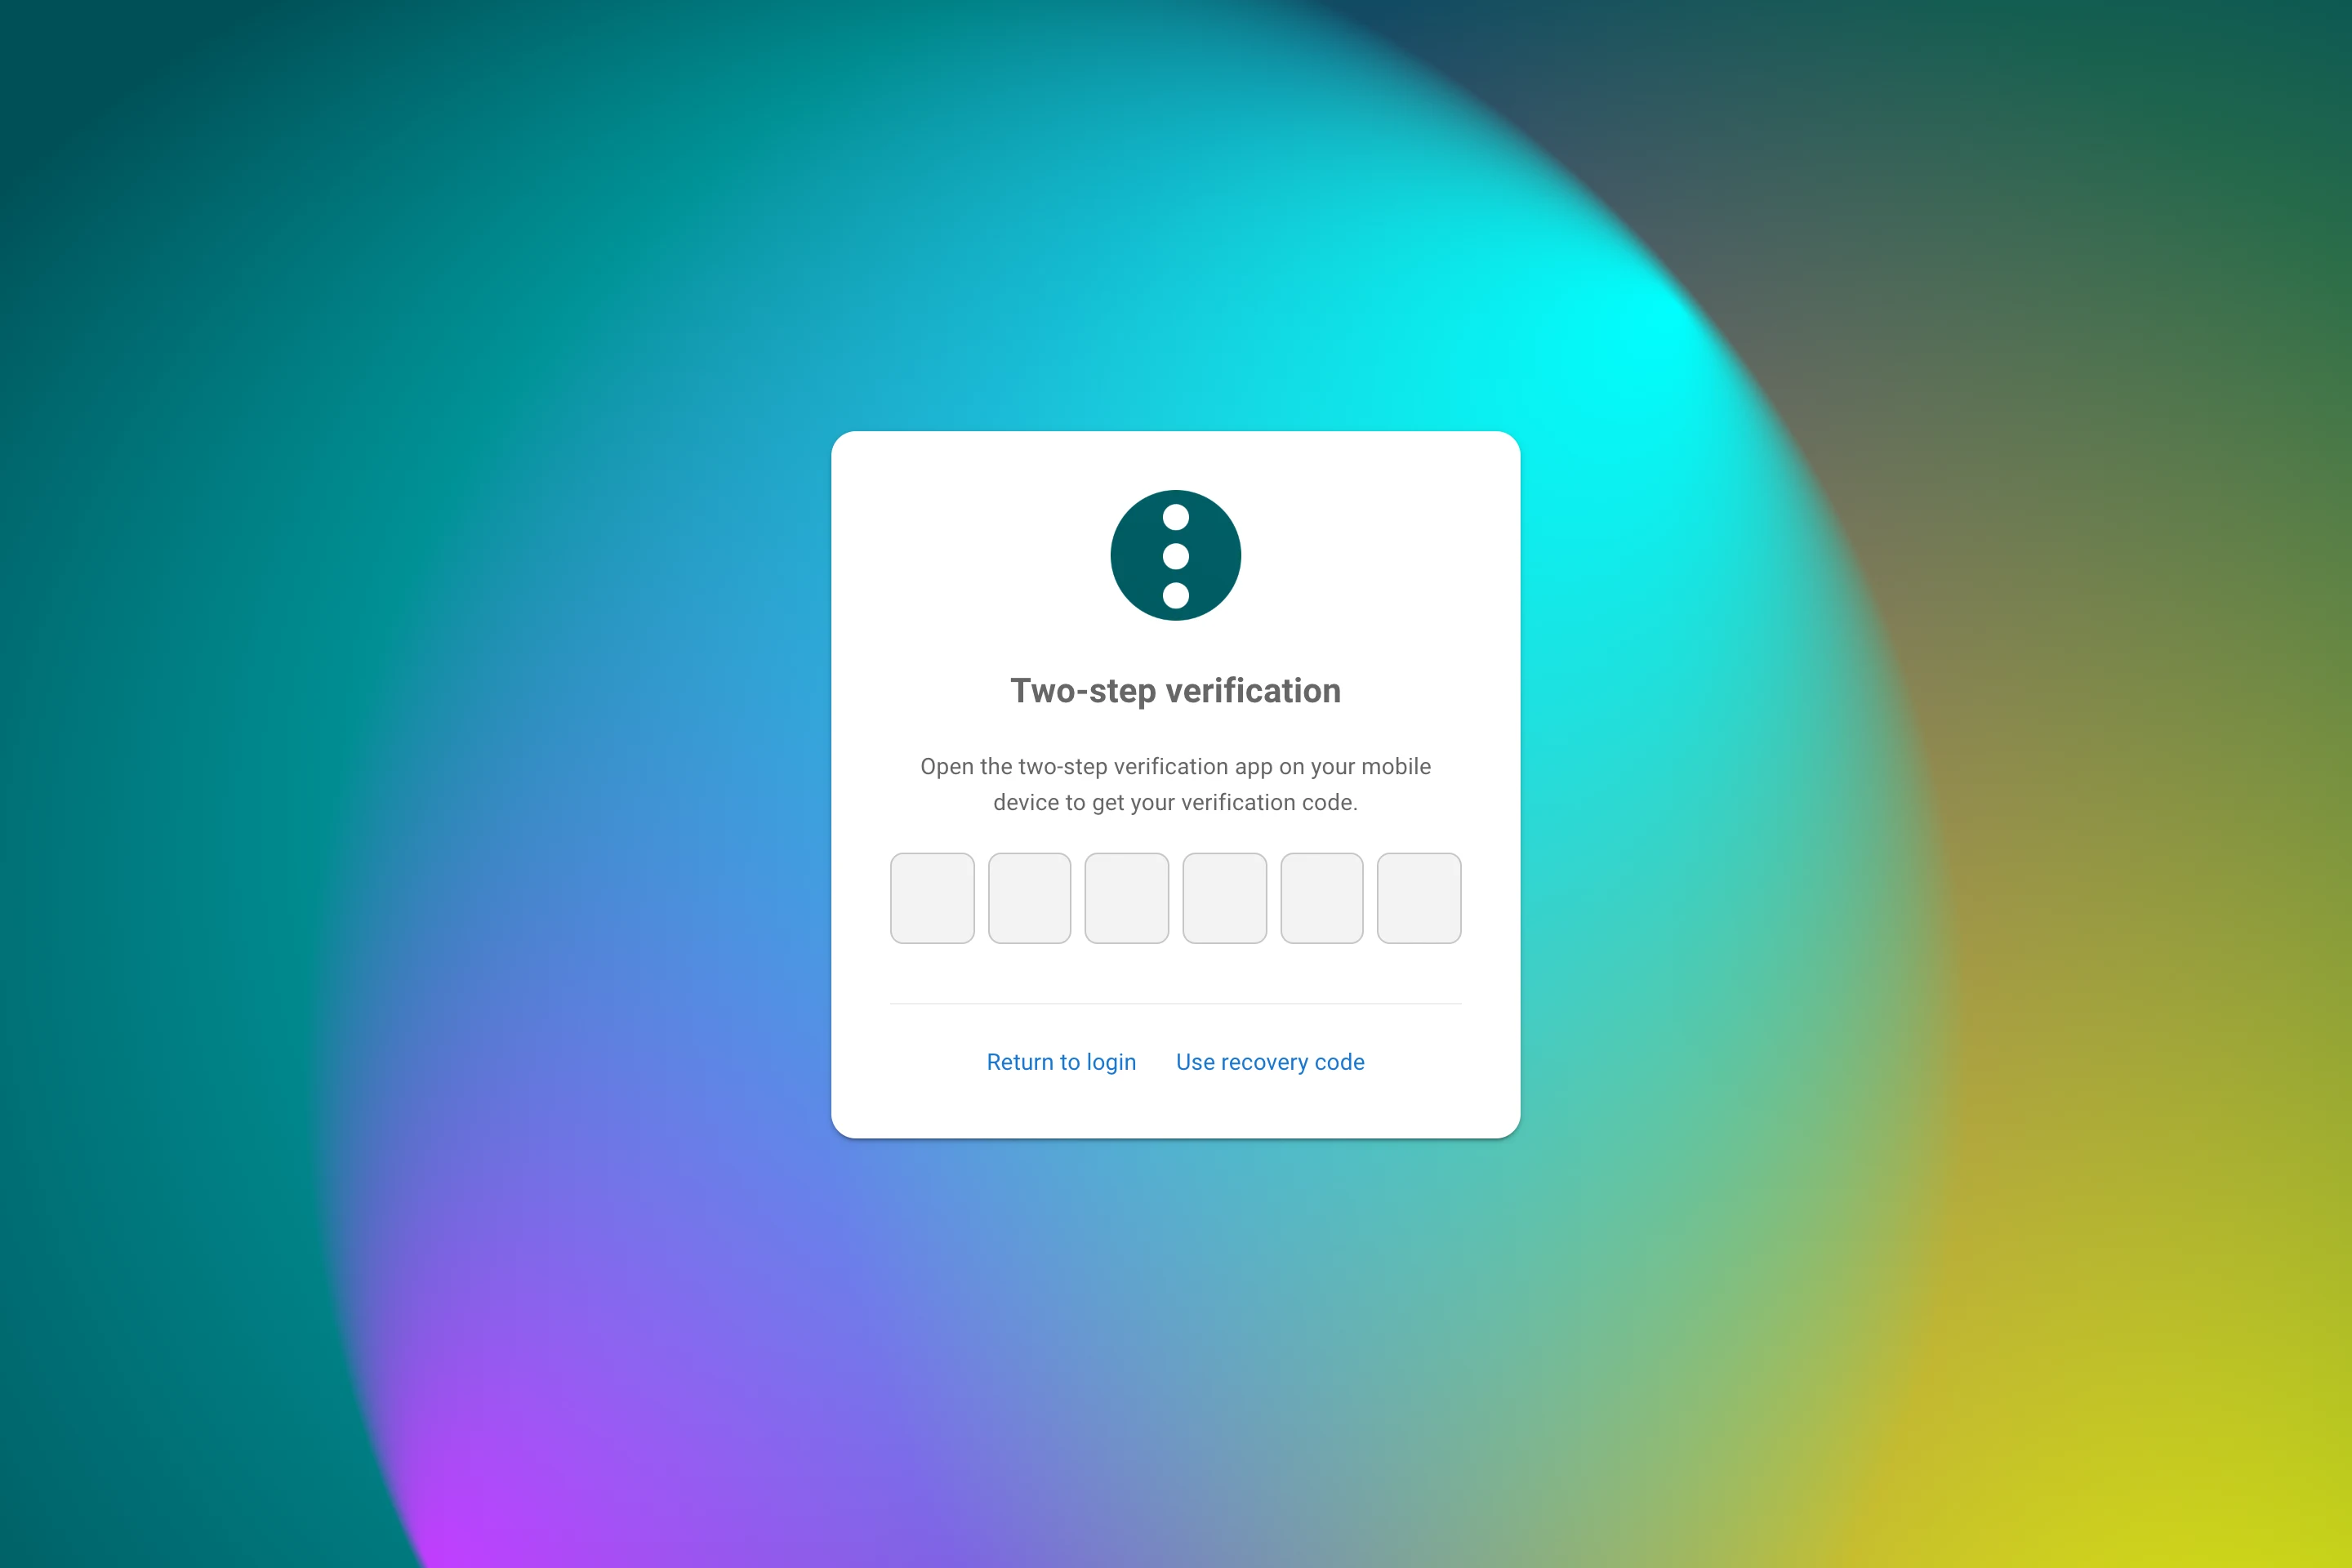 Two-step verification
Open the two-step verification app on your mobile
device to get your verification code.
Return to login
Use recovery code